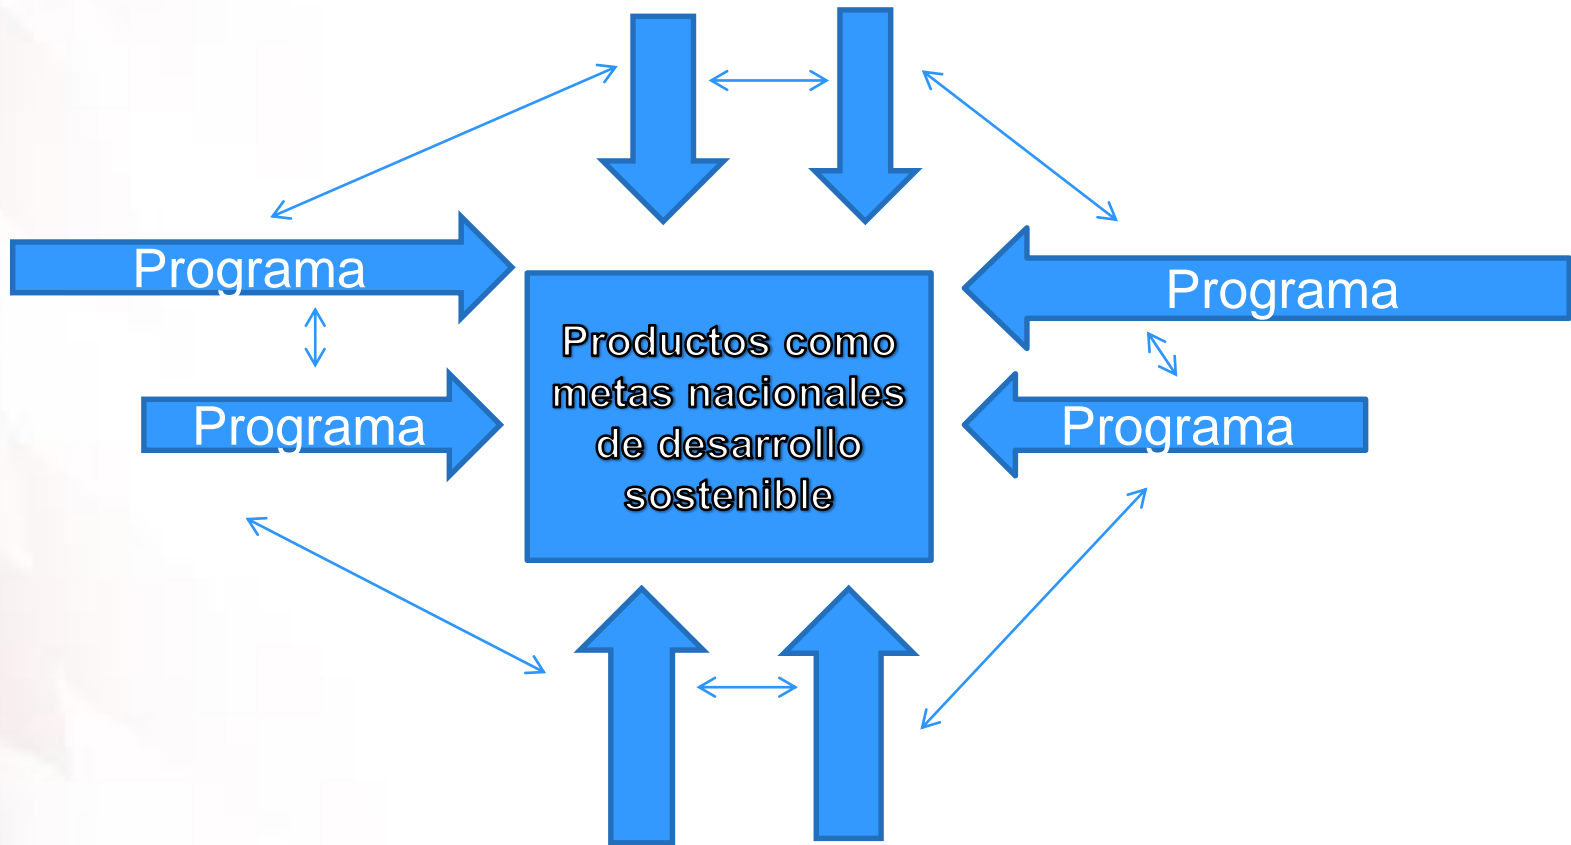 Programa
Programa
Productos como
metas nacionales
de desarrollo
sostenible
Programa
Programa